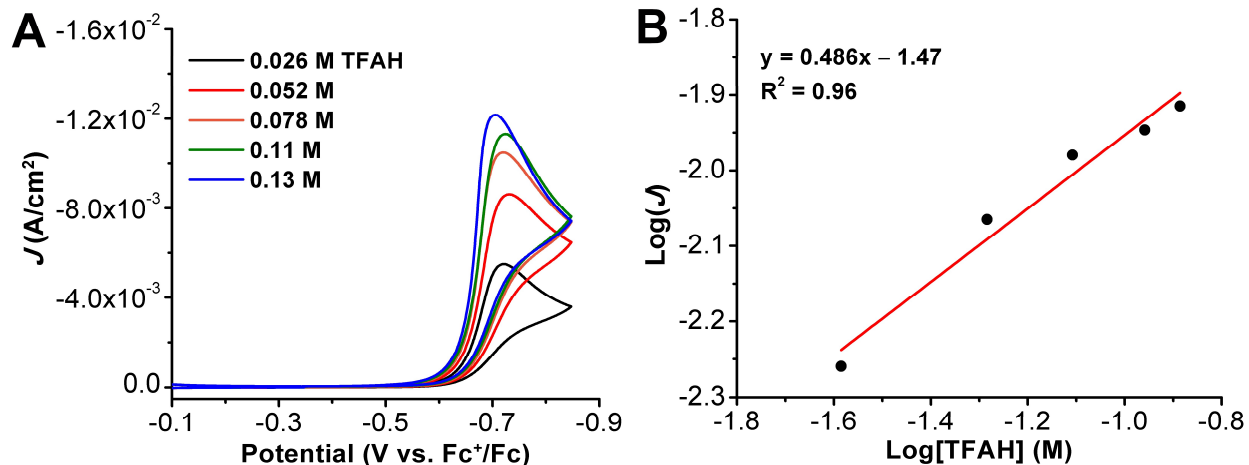 A
-1.6x10⁻²
-1.2x10⁻²
-8.0x10⁻³
-4.0x10⁻³
0.0
J (A/cm²)
0.026 M TFAH
0.052 M
0.078 M
0.11 M
0.13 M
-0.1
-0.3
-0.5
-0.7
-0.9
Potential (V vs. Fc⁺/Fc)
B
-1.8
-1.9
-2.0
-2.1
-2.2
-2.3
Log(J)
y = 0.486x – 1.47
R² = 0.96
-1.8
-1.6
-1.4
-1.2
-1.0
-0.8
Log[TFAH] (M)